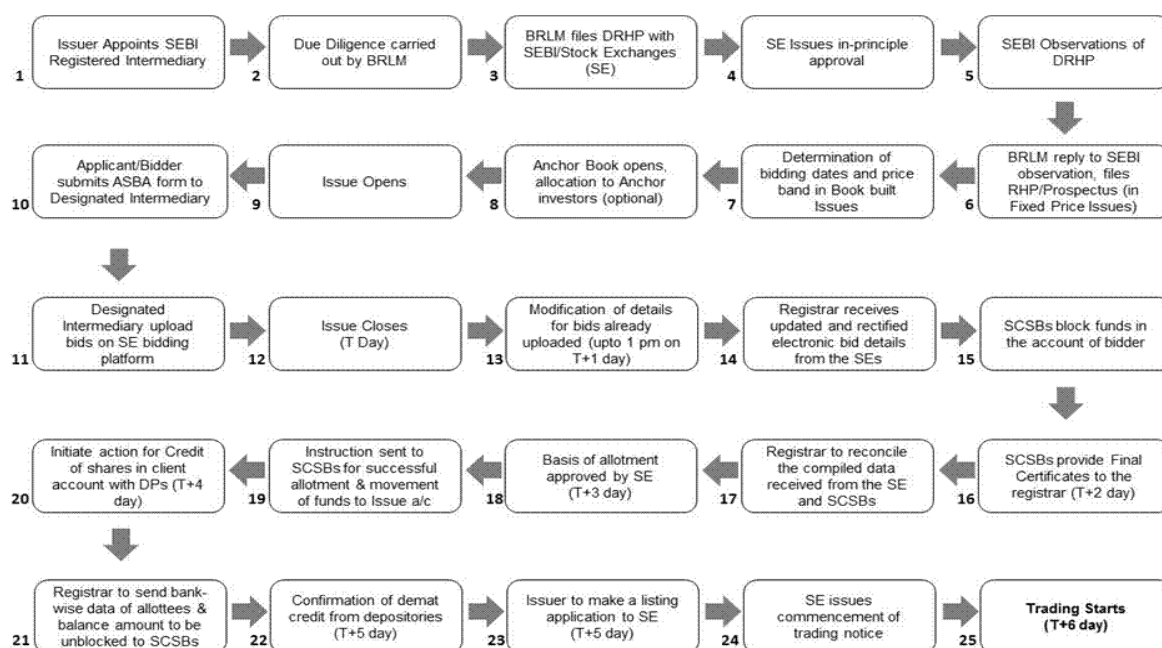 Issuer Appoints SEBI
Registered Intermediary
1
Due Diligence carried
out by BRLM
2
BRLM files DRHP with
SEBI/Stock Exchanges
(SE)
3
SE Issues in-principle
approval
4
SEBI Observations of
DRHP
5
BRLM reply to SEBI
observation, files
RHP/Prospectus (in
Fixed Price Issues)
6
Determination of
bidding dates and price
band in Book built
Issues
7
Anchor Book opens,
allocation to Anchor
investors (optional)
8
Issue Opens
9
Applicant/Bidder
submits ASBA form to
Designated Intermediary
10
Designated
Intermediary upload
bids on SE bidding
platform
11
Issue Closes
(T Day)
12
Modification of details
for bids already
uploaded (upto 1 pm on
T+1 day)
13
Registrar receives
updated and rectified
electronic bid details
from the SEs
14
SCSBs block funds in
the account of bidder
15
SCSBs provide Final
Certificates to the
registrar (T+2 day)
16
Registrar to reconcile
the compiled data
received from the SE
and SCSBs
17
Basis of allotment
approved by SE
(T+3 day)
18
Instruction sent to
SCSBs for successful
allotment & movement
of funds to Issue a/c
19
Initiate action for Credit
of shares in client
account with DPs (T+4
day)
20
Registrar to send bank-
wise data of allottees &
balance amount to be
unblocked to SCSBs
21
Confirmation of demat
credit from depositories
(T+5 day)
22
Issuer to make a listing
application to SE
(T+5 day)
23
SE issues
commencement of
trading notice
24
Trading Starts
(T+6 day)
25